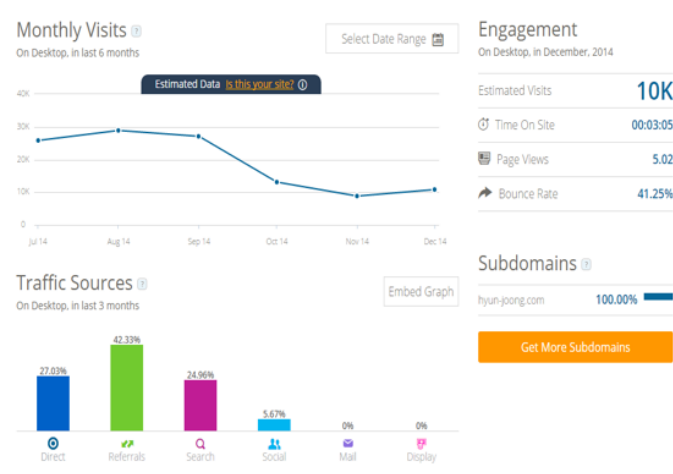 Monthly Visits ?
On Desktop, in last 6 months
Select Date Range
Estimated Data Is this your site?
40K
30K
20K
10K
0
Jul 14 Aug 14 Sep 14 Oct 14 Nov 14 Dec 14
Traffic Sources ?
On Desktop, in last 3 months
Embed Graph
27.03% 42.33% 24.96% 5.67% 0% 0%
Direct Referrals Search Social Mail Display
Engagement
On Desktop, in December, 2014
Estimated Visits 10K
Time On Site 00:03:05
Page Views 5.02
Bounce Rate 41.25%
Subdomains ?
hyun-joong.com 100.00%
Get More Subdomains